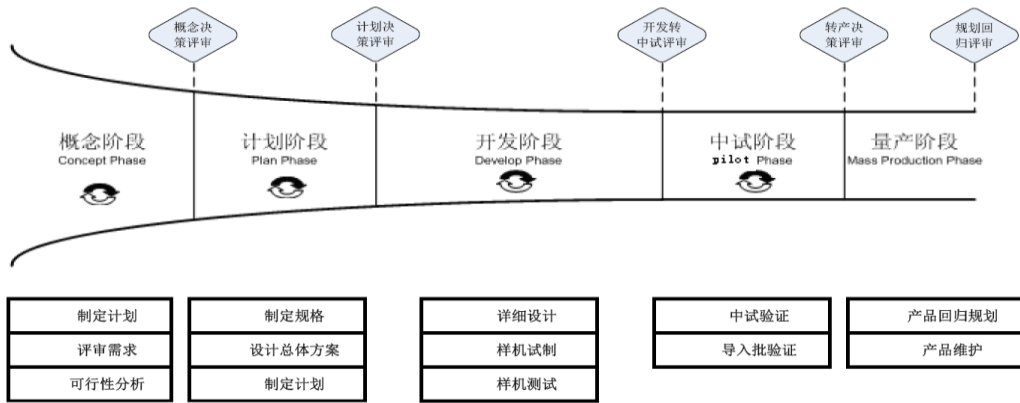 概念决
策评审
计划决
策评审
开发转
中试评审
转产决
策评审
规划回
归评审
概念阶段
Concept Phase
计划阶段
Plan Phase
开发阶段
Develop Phase
中试阶段
pilot Phase
量产阶段
Mass Production Phase
制定计划
评审需求
可行性分析
制定规格
设计总体方案
制定计划
详细设计
样机试制
样机测试
中试验证
导入批验证
产品回归规划
产品维护